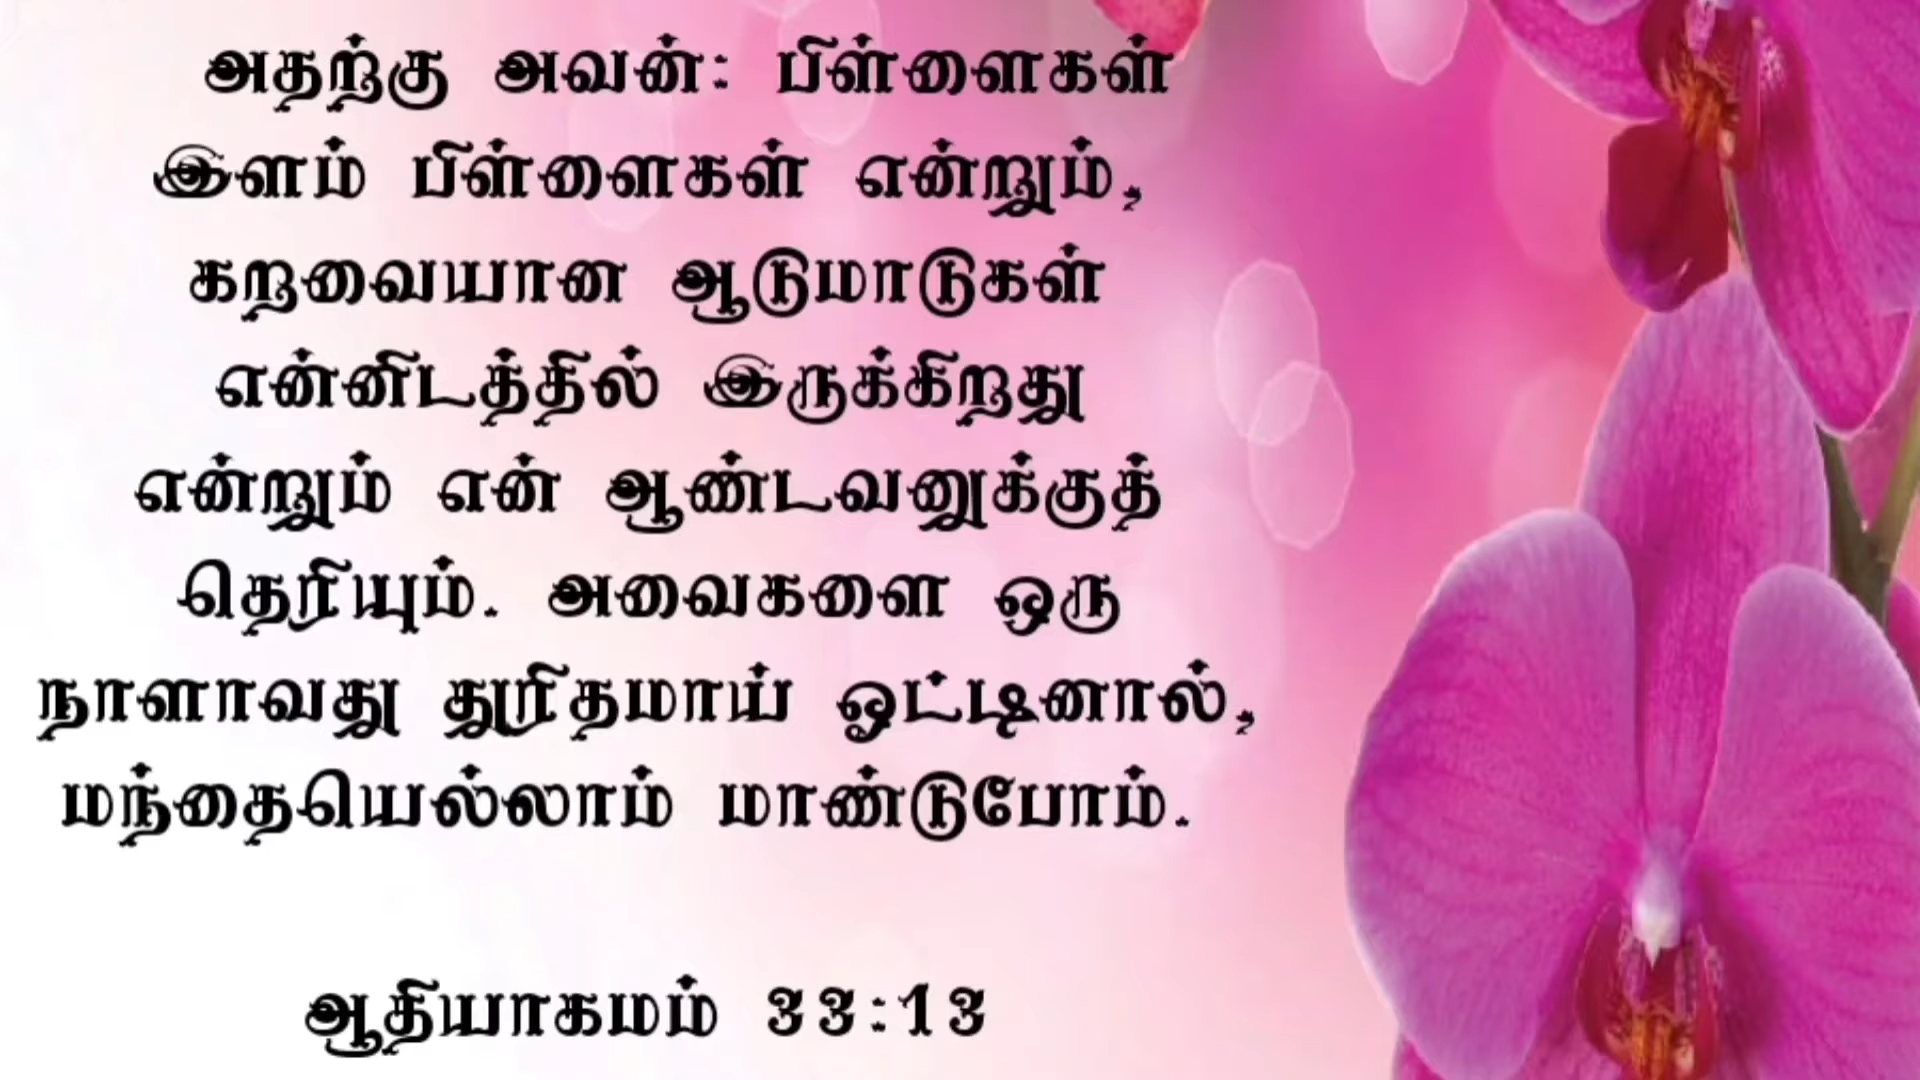 அதற்கு அவன்: பிள்ளைகள்
இளம் பிள்ளைகள் என்றும்,
கறவையான ஆடுமாடுகள்
என்னிடத்தில் இருக்கிறது
என்றும் என் ஆண்டவனுக்குத்
தெரியும். அவைகளை ஒரு
நாளாவது துரிதமாய் ஓட்டினால்,
மந்தையெல்லாம் மாண்டுபோம்.
ஆதியாகமம் 33:13